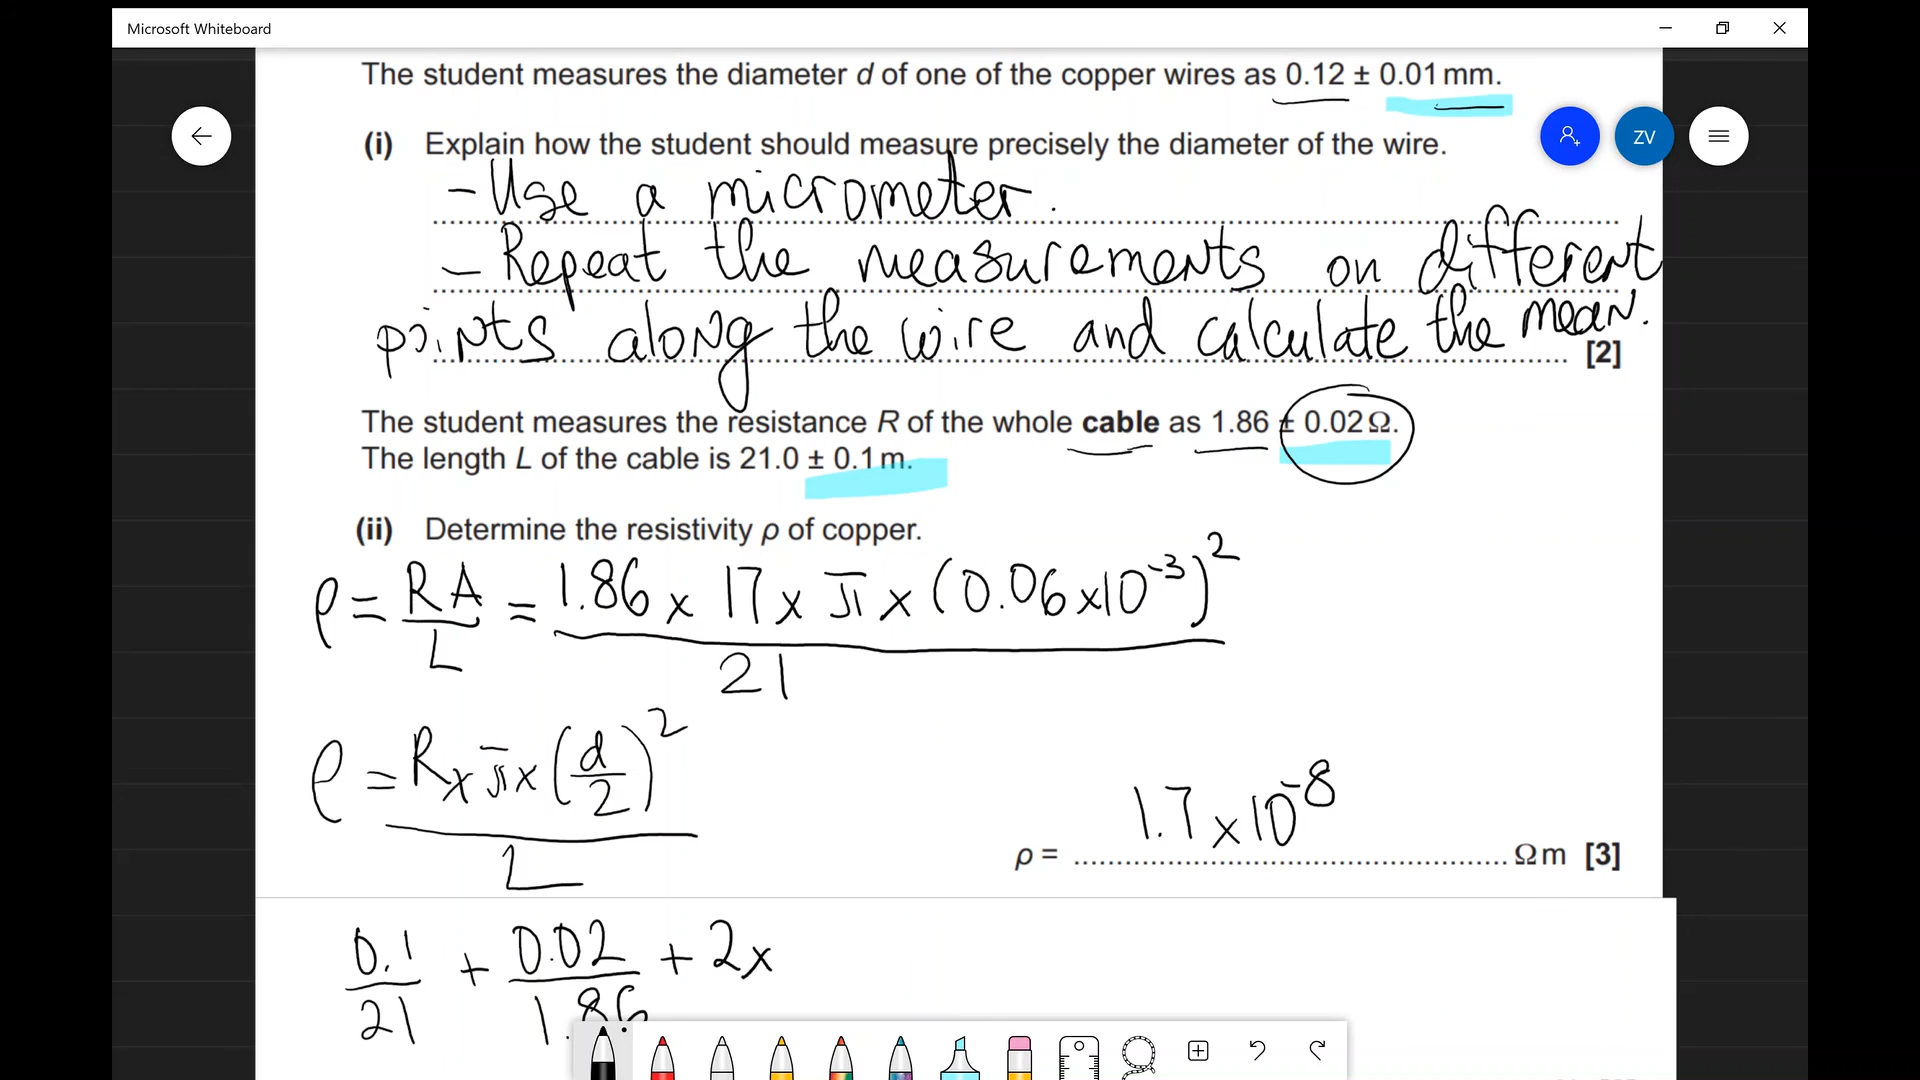 Microsoft Whiteboard
The student measures the diameter d of one of the copper wires as 0.12 ± 0.01 mm.
(i) Explain how the student should measure precisely the diameter of the wire.
ZV
- Use a micrometer.
- Repeat the measurements on different
points along the wire and calculate the mean.
[2]
The student measures the resistance R of the whole cable as 1.86 ± 0.02 Ω.
The length L of the cable is 21.0 ± 0.1 m.
(ii) Determine the resistivity ρ of copper.
ρ = RA/L = 1.86 × 17 × π × (0.06 × 10⁻³)² / 21
ρ = R × π × (d/2)² / L
1.7 × 10⁻⁸
ρ = ................................................ Ω m [3]
0.1/21 + 0.02/1.86 + 2 ×